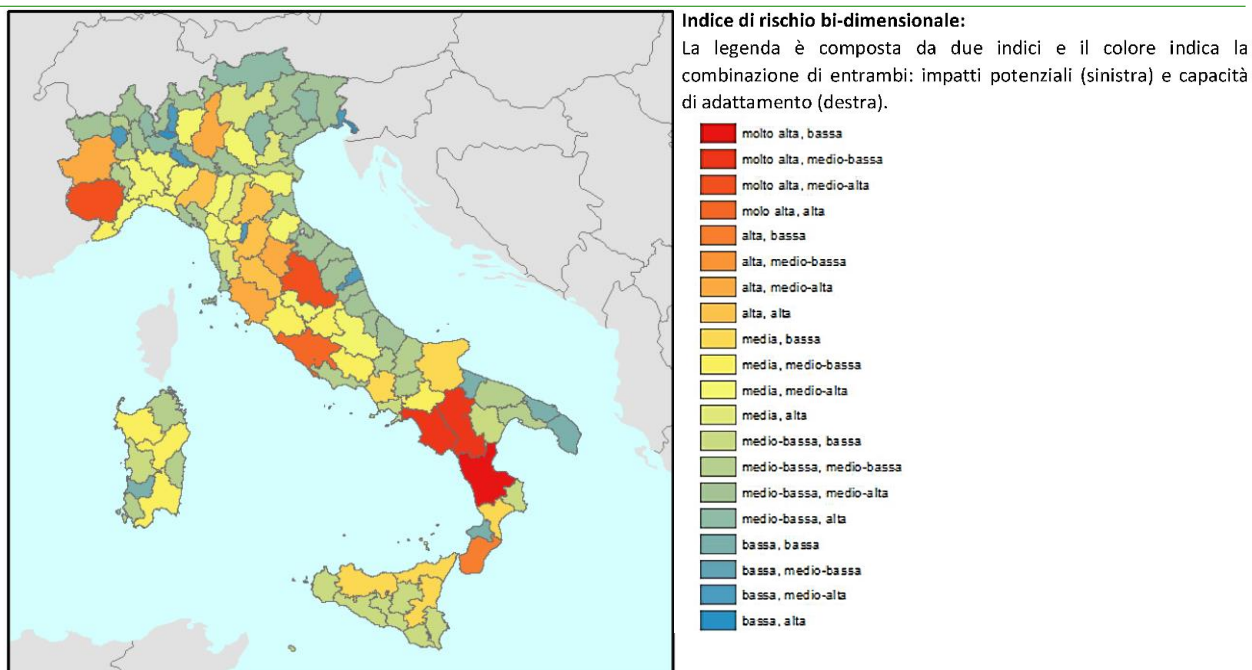 Indice di rischio bi-dimensionale:
La legenda è composta da due indici e il colore indica la
combinazione di entrambi: impatti potenziali (sinistra) e capacità
di adattamento (destra).
molto alta, bassa
molto alta, medio-bassa
molto alta, medio-alta
molo alta, alta
alta, bassa
alta, medio-bassa
alta, medio-alta
alta, alta
media, bassa
media, medio-bassa
media, medio-alta
media, alta
medio-bassa, bassa
medio-bassa, medio-bassa
medio-bassa, medio-alta
medio-bassa, alta
bassa, bassa
bassa, medio-bassa
bassa, medio-alta
bassa, alta